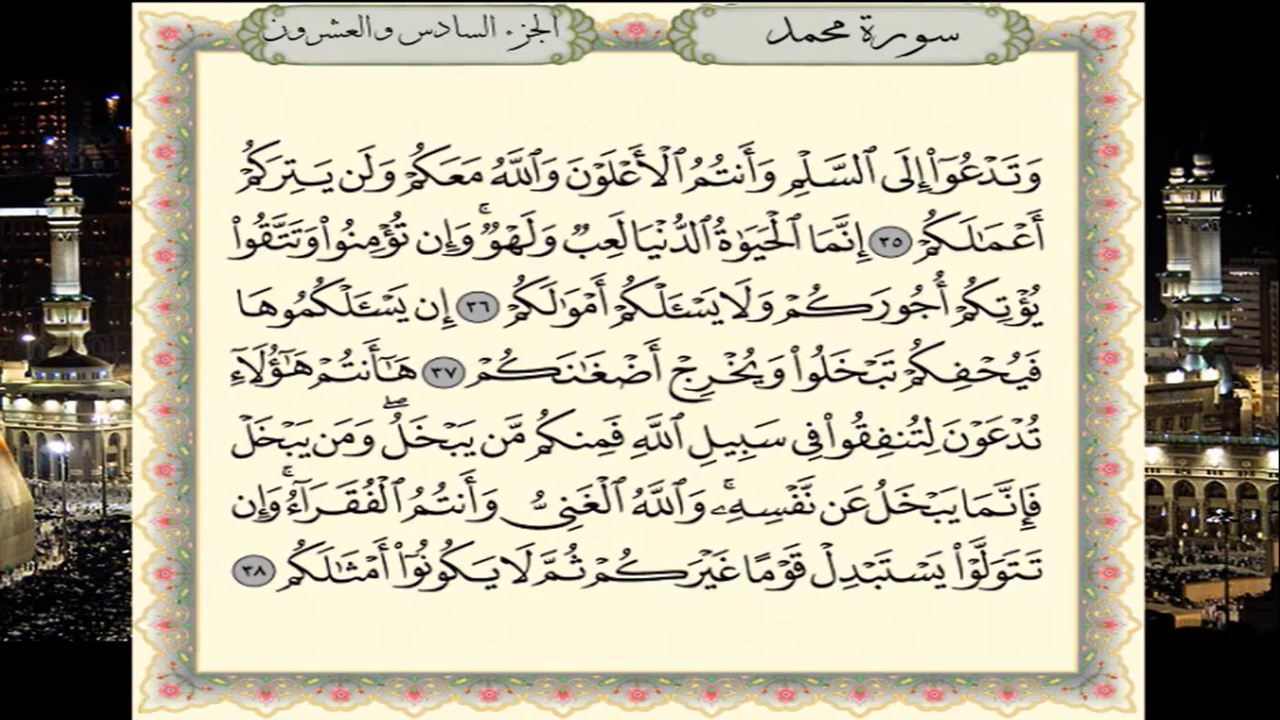 سورة محمد
الجزء السادس والعشرون
وَتَدْعُوٓا۟ إِلَى ٱلسَّلْمِ وَأَنتُمُ ٱلْأَعْلَوْنَ وَٱللَّهُ مَعَكُمْ وَلَن يَتِرَكُمْ
أَعْمَـٰلَكُمْ ٣٥ إِنَّمَا ٱلْحَيَوٰةُ ٱلدُّنْيَا لَعِبٌ وَلَهْوٌ ۚ وَإِن تُؤْمِنُوا۟ وَتَتَّقُوا۟
يُؤْتِكُمْ أُجُورَكُمْ وَلَا يَسْـَٔلْكُمْ أَمْوَٰلَكُمْ ٣٦ إِن يَسْـَٔلْكُمُوهَا
فَيُحْفِكُمْ تَبْخَلُوا۟ وَيُخْرِجْ أَضْغَـٰنَكُمْ ٣٧ هَـٰٓأَنتُمْ هَـٰٓؤُلَآءِ
تُدْعَوْنَ لِتُنفِقُوا۟ فِى سَبِيلِ ٱللَّهِ فَمِنكُم مَّن يَبْخَلُ ۖ وَمَن يَبْخَلْ
فَإِنَّمَا يَبْخَلُ عَن نَّفْسِهِۦ ۚ وَٱللَّهُ ٱلْغَنِىُّ وَأَنتُمُ ٱلْفُقَرَآءُ ۚ وَإِن
تَتَوَلَّوْا۟ يَسْتَبْدِلْ قَوْمًا غَيْرَكُمْ ثُمَّ لَا يَكُونُوٓا۟ أَمْثَـٰلَكُم ٣٨